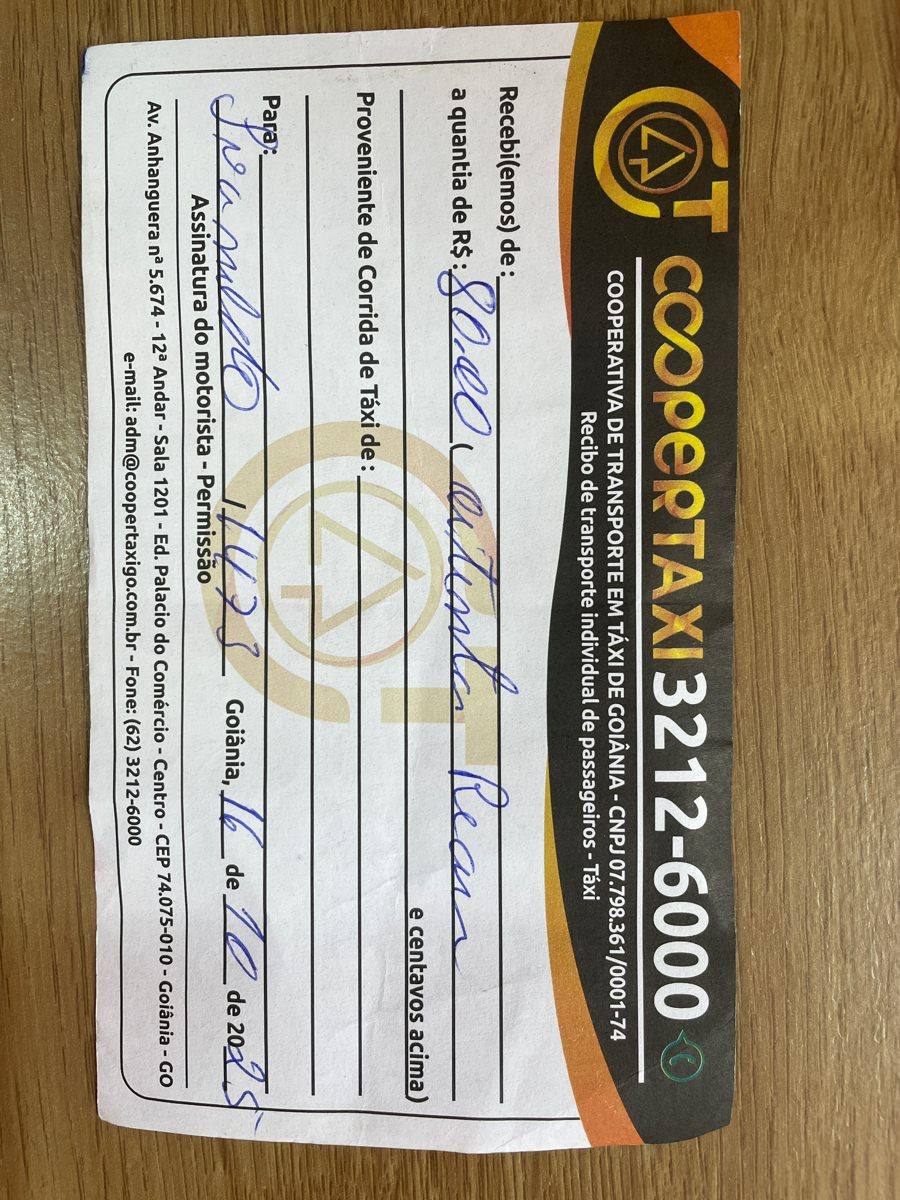 COOPERTAXI 3212-6000
COOPERATIVA DE TRANSPORTE EM TÁXI DE GOIÂNIA - CNPJ 07.798.361/0001-74
Recibo de transporte individual de passageiros - Táxi
Recebi(emos) de :
a quantia de R$ : 80,00 ( oitenta Reais
e centavos acima)
Proveniente de Corrida de Táxi de :
Para :
/ 1473 Goiânia, 16 de 10 de 2025
Assinatura do motorista - Permissão
Av. Anhanguera nª 5.674 - 12ª Andar - Sala 1201 - Ed. Palacio do Comércio - Centro - CEP 74.075-010 - Goiânia - GO
e-mail: adm@coopertaxigo.com.br - Fone: (62) 3212-6000